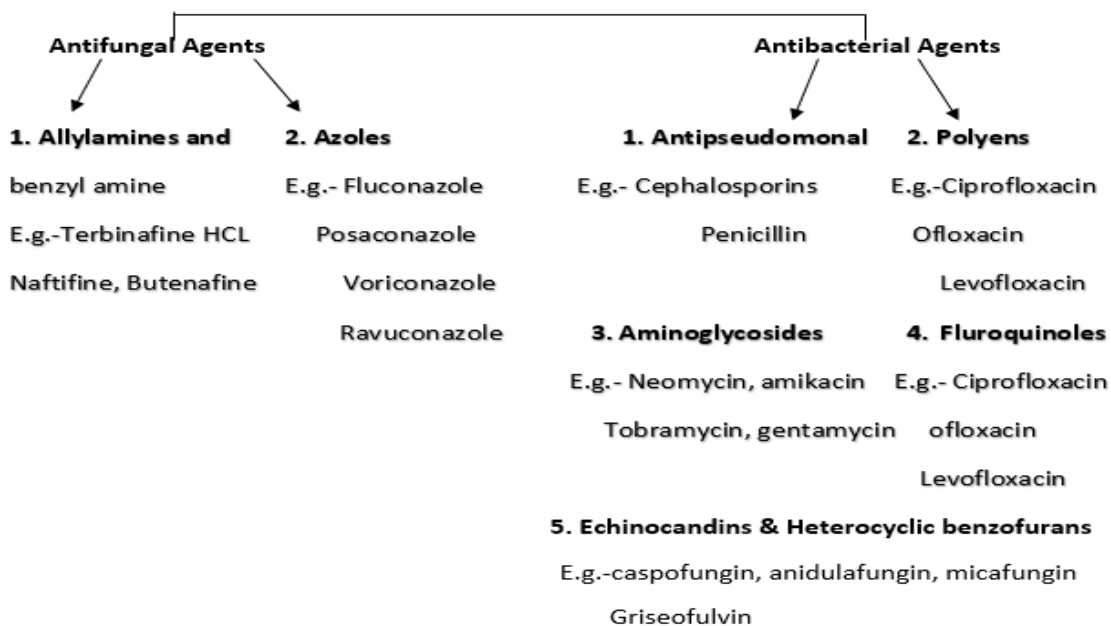 Antifungal Agents
Antibacterial Agents
1. Allylamines and
benzyl amine
E.g.-Terbinafine HCL
Naftifine, Butenafine
2. Azoles
E.g.- Fluconazole
Posaconazole
Voriconazole
Ravuconazole
1. Antipseudomonal
E.g.- Cephalosporins
Penicillin
2. Polyens
E.g.-Ciprofloxacin
Ofloxacin
Levofloxacin
3. Aminoglycosides
E.g.- Neomycin, amikacin
Tobramycin, gentamycin
4. Fluroquinoles
E.g.- Ciprofloxacin
ofloxacin
Levofloxacin
5. Echinocandins & Heterocyclic benzofurans
E.g.-caspofungin, anidulafungin, micafungin
Griseofulvin